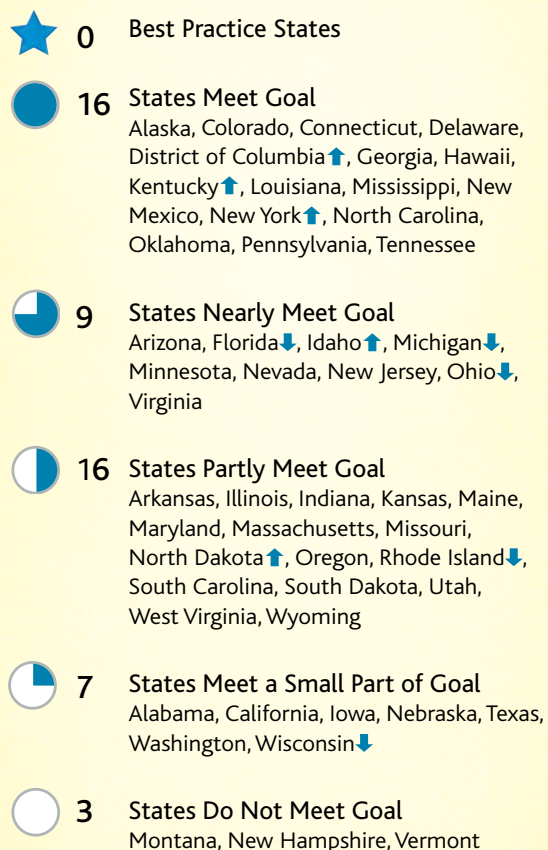 0 Best Practice States
16 States Meet Goal
Alaska, Colorado, Connecticut, Delaware,
District of Columbia⬆, Georgia, Hawaii,
Kentucky⬆, Louisiana, Mississippi, New
Mexico, New York⬆, North Carolina,
Oklahoma, Pennsylvania, Tennessee
9 States Nearly Meet Goal
Arizona, Florida⬇, Idaho⬆, Michigan⬇,
Minnesota, Nevada, New Jersey, Ohio⬇,
Virginia
16 States Partly Meet Goal
Arkansas, Illinois, Indiana, Kansas, Maine,
Maryland, Massachusetts, Missouri,
North Dakota⬆, Oregon, Rhode Island⬇,
South Carolina, South Dakota, Utah,
West Virginia, Wyoming
7 States Meet a Small Part of Goal
Alabama, California, Iowa, Nebraska, Texas,
Washington, Wisconsin⬇
3 States Do Not Meet Goal
Montana, New Hampshire, Vermont